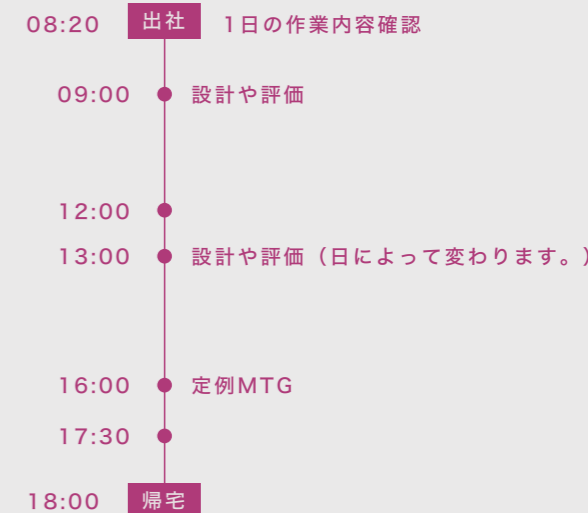 08:20 出社 1日の作業内容確認
09:00 設計や評価
12:00
13:00 設計や評価（日によって変わります。）
16:00 定例MTG
17:30
18:00 帰宅